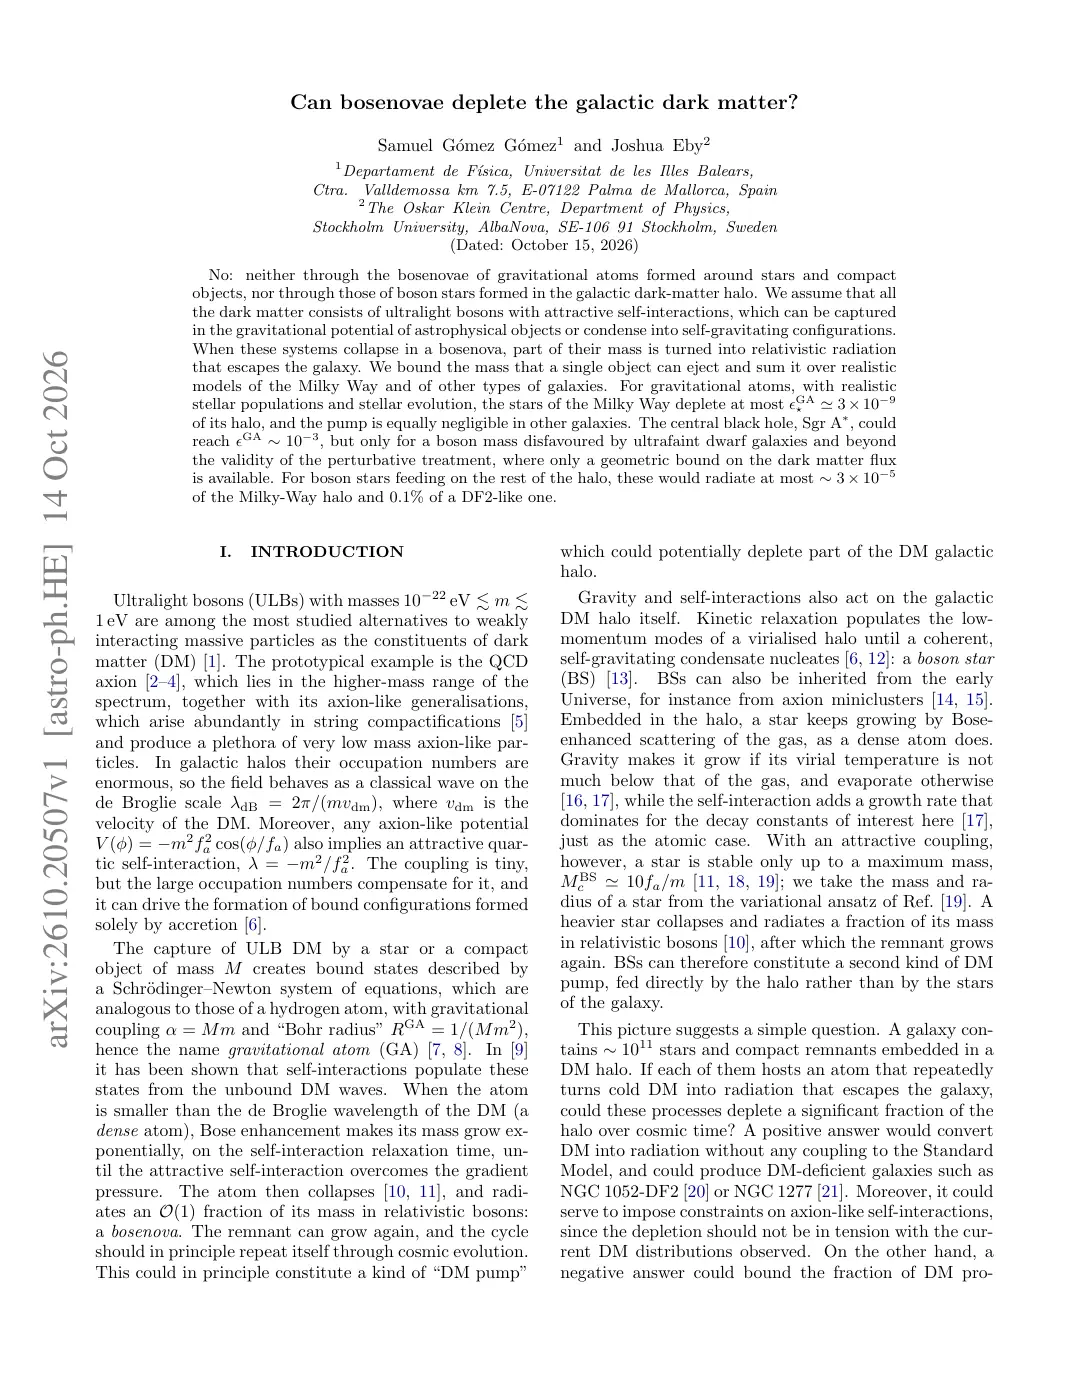 Can bosenovae deplete the galactic dark matter?
Samuel Gómez Gómez¹ and Joshua Eby²
¹Departament de Física, Universitat de les Illes Balears,
Ctra. Valldemossa km 7.5, E-07122 Palma de Mallorca, Spain
²The Oskar Klein Centre, Department of Physics,
Stockholm University, AlbaNova, SE-106 91 Stockholm, Sweden
(Dated: October 15, 2026)
No: neither through the bosenovae of gravitational atoms formed around stars and compact
objects, nor through those of boson stars formed in the galactic dark-matter halo. We assume that all
the dark matter consists of ultralight bosons with attractive self-interactions, which can be captured
in the gravitational potential of astrophysical objects or condense into self-gravitating configurations.
When these systems collapse in a bosenova, part of their mass is turned into relativistic radiation
that escapes the galaxy. We bound the mass that a single object can eject and sum it over realistic
models of the Milky Way and of other types of galaxies. For gravitational atoms, with realistic
stellar populations and stellar evolution, the stars of the Milky Way deplete at most ϵ⋆^GA ≃ 3 × 10⁻⁹
of its halo, and the pump is equally negligible in other galaxies. The central black hole, Sgr A*, could
reach ϵ^GA ∼ 10⁻³, but only for a boson mass disfavoured by ultrafaint dwarf galaxies and beyond
the validity of the perturbative treatment, where only a geometric bound on the dark matter flux
is available. For boson stars feeding on the rest of the halo, these would radiate at most ∼ 3 × 10⁻⁵
of the Milky-Way halo and 0.1% of a DF2-like one.
arXiv:2610.20507v1 [astro-ph.HE] 14 Oct 2026
I. INTRODUCTION
Ultralight bosons (ULBs) with masses 10⁻²² eV ≲ m ≲
1 eV are among the most studied alternatives to weakly
interacting massive particles as the constituents of dark
matter (DM) [1]. The prototypical example is the QCD
axion [2–4], which lies in the higher-mass range of the
spectrum, together with its axion-like generalisations,
which arise abundantly in string compactifications [5]
and produce a plethora of very low mass axion-like par-
ticles. In galactic halos their occupation numbers are
enormous, so the field behaves as a classical wave on the
de Broglie scale λ_dB = 2π/(mv_dm), where v_dm is the
velocity of the DM. Moreover, any axion-like potential
V(ϕ) = −m²f_a² cos(ϕ/f_a) also implies an attractive quar-
tic self-interaction, λ = −m²/f_a². The coupling is tiny,
but the large occupation numbers compensate for it, and
it can drive the formation of bound configurations formed
solely by accretion [6].
The capture of ULB DM by a star or a compact
object of mass M creates bound states described by
a Schrödinger–Newton system of equations, which are
analogous to those of a hydrogen atom, with gravitational
coupling α = Mm and “Bohr radius” R^GA = 1/(Mm²),
hence the name gravitational atom (GA) [7, 8]. In [9]
it has been shown that self-interactions populate these
states from the unbound DM waves. When the atom
is smaller than the de Broglie wavelength of the DM (a
dense atom), Bose enhancement makes its mass grow ex-
ponentially, on the self-interaction relaxation time, un-
til the attractive self-interaction overcomes the gradient
pressure. The atom then collapses [10, 11], and radi-
ates an O(1) fraction of its mass in relativistic bosons:
a bosenova. The remnant can grow again, and the cycle
should in principle repeat itself through cosmic evolution.
This could in principle constitute a kind of “DM pump”
which could potentially deplete part of the DM galactic
halo.
Gravity and self-interactions also act on the galactic
DM halo itself. Kinetic relaxation populates the low-
momentum modes of a virialised halo until a coherent,
self-gravitating condensate nucleates [6, 12]: a boson star
(BS) [13]. BSs can also be inherited from the early
Universe, for instance from axion miniclusters [14, 15].
Embedded in the halo, a star keeps growing by Bose-
enhanced scattering of the gas, as a dense atom does.
Gravity makes it grow if its virial temperature is not
much below that of the gas, and evaporate otherwise
[16, 17], while the self-interaction adds a growth rate that
dominates for the decay constants of interest here [17],
just as the atomic case. With an attractive coupling,
however, a star is stable only up to a maximum mass,
M_c^BS ≃ 10f_a/m [11, 18, 19]; we take the mass and ra-
dius of a star from the variational ansatz of Ref. [19]. A
heavier star collapses and radiates a fraction of its mass
in relativistic bosons [10], after which the remnant grows
again. BSs can therefore constitute a second kind of DM
pump, fed directly by the halo rather than by the stars
of the galaxy.
This picture suggests a simple question. A galaxy con-
tains ∼ 10¹¹ stars and compact remnants embedded in a
DM halo. If each of them hosts an atom that repeatedly
turns cold DM into radiation that escapes the galaxy,
could these processes deplete a significant fraction of the
halo over cosmic time? A positive answer would convert
DM into radiation without any coupling to the Standard
Model, and could produce DM-deficient galaxies such as
NGC 1052-DF2 [20] or NGC 1277 [21]. Moreover, it could
serve to impose constraints on axion-like self-interactions,
since the depletion should not be in tension with the cur-
rent DM distributions observed. On the other hand, a
negative answer could bound the fraction of DM pro-